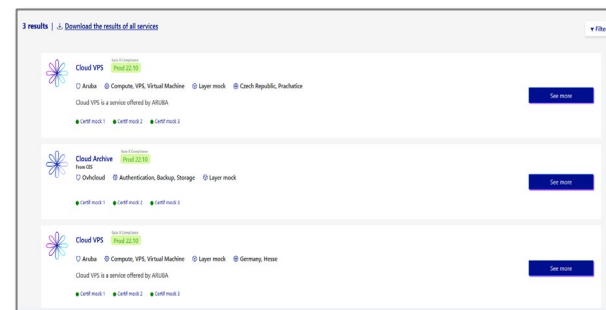 3 results | Download the results of all services
Filte
Gaia-X Compliance
Cloud VPS Prod 22.10
Aruba Compute, VPS, Virtual Machine Layer mock Czech Republic, Prachatice
Cloud VPS is a service offered by ARUBA
See more
Certif mock 1 Certif mock 2 Certif mock 3
Gaia-X Compliance
Cloud Archive Prod 22.10
From CES
Ovhcloud Authentication, Backup, Storage Layer mock
See more
Certif mock 1 Certif mock 2 Certif mock 3
Gaia-X Compliance
Cloud VPS Prod 22.10
Aruba Compute, VPS, Virtual Machine Layer mock Germany, Hesse
Cloud VPS is a service offered by ARUBA
See more
Certif mock 1 Certif mock 2 Certif mock 3